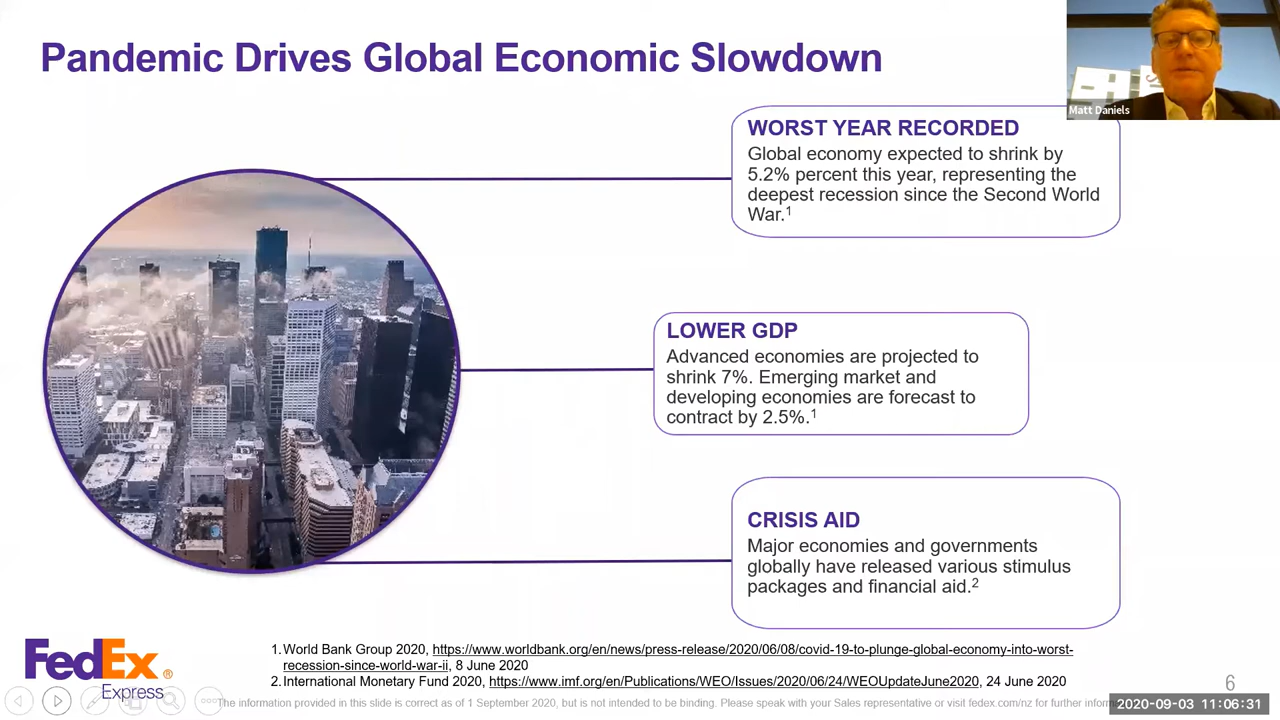 Pandemic Drives Global Economic Slowdown
Matt Daniels
WORST YEAR RECORDED
Global economy expected to shrink by
5.2% percent this year, representing the
deepest recession since the Second World
War.1
LOWER GDP
Advanced economies are projected to
shrink 7%. Emerging market and
developing economies are forecast to
contract by 2.5%.1
CRISIS AID
Major economies and governments
globally have released various stimulus
packages and financial aid.2
FedEx®
Express
1. World Bank Group 2020, https://www.worldbank.org/en/news/press-release/2020/06/08/covid-19-to-plunge-global-economy-into-worst-
recession-since-world-war-ii, 8 June 2020
2. International Monetary Fund 2020, https://www.imf.org/en/Publications/WEO/Issues/2020/06/24/WEOUpdateJune2020, 24 June 2020
6
The information provided in this slide is correct as of 1 September 2020, but is not intended to be binding. Please speak with your Sales representative or visit fedex.com/nz for further
2020-09-03 11:06:31